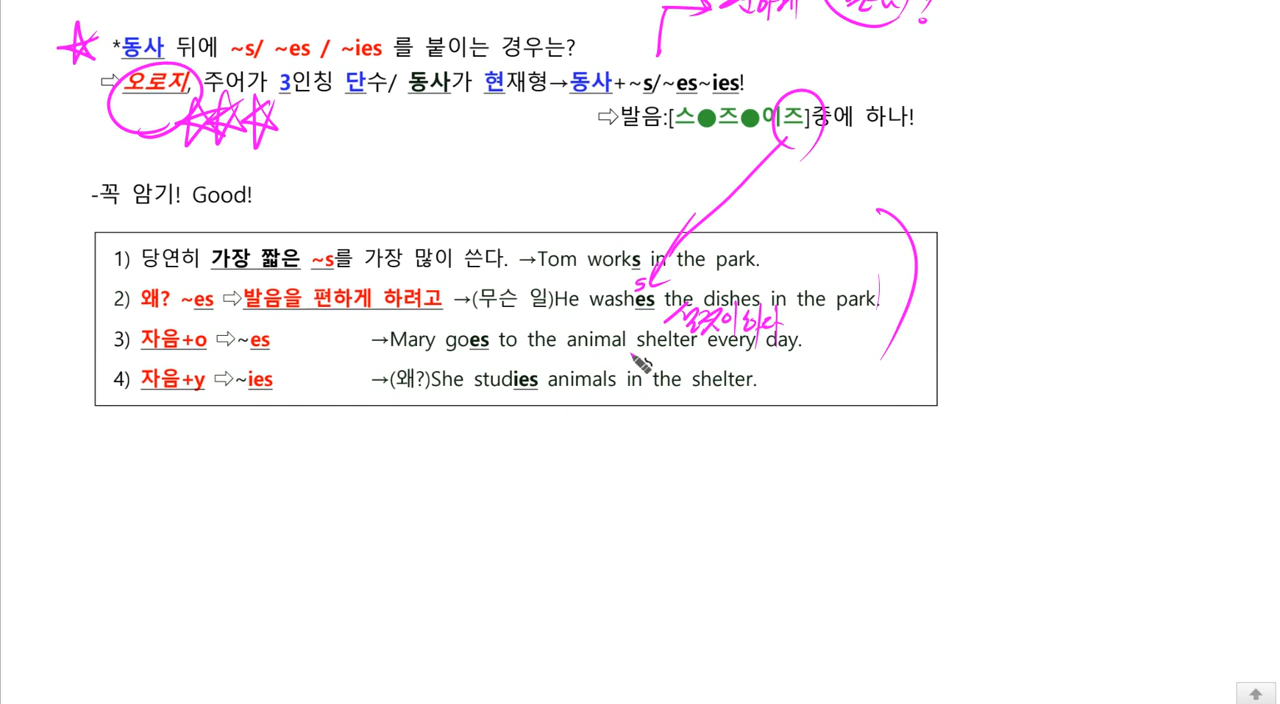 *동사 뒤에 ~s/ ~es / ~ies 를 붙이는 경우는?
⇨오로지, 주어가 3인칭 단수/ 동사가 현재형→동사+~s/~es~ies!
⇨발음:[스●즈●이즈]중에 하나!
-꼭 암기! Good!
1) 당연히 가장 짧은 ~s를 가장 많이 쓴다. →Tom works in the park.
2) 왜? ~es ⇨발음을 편하게 하려고 →(무슨 일)He washes the dishes in the park.
s
설겆이하다
3) 자음+o ⇨~es →Mary goes to the animal shelter every day.
4) 자음+y ⇨~ies →(왜?)She studies animals in the shelter.